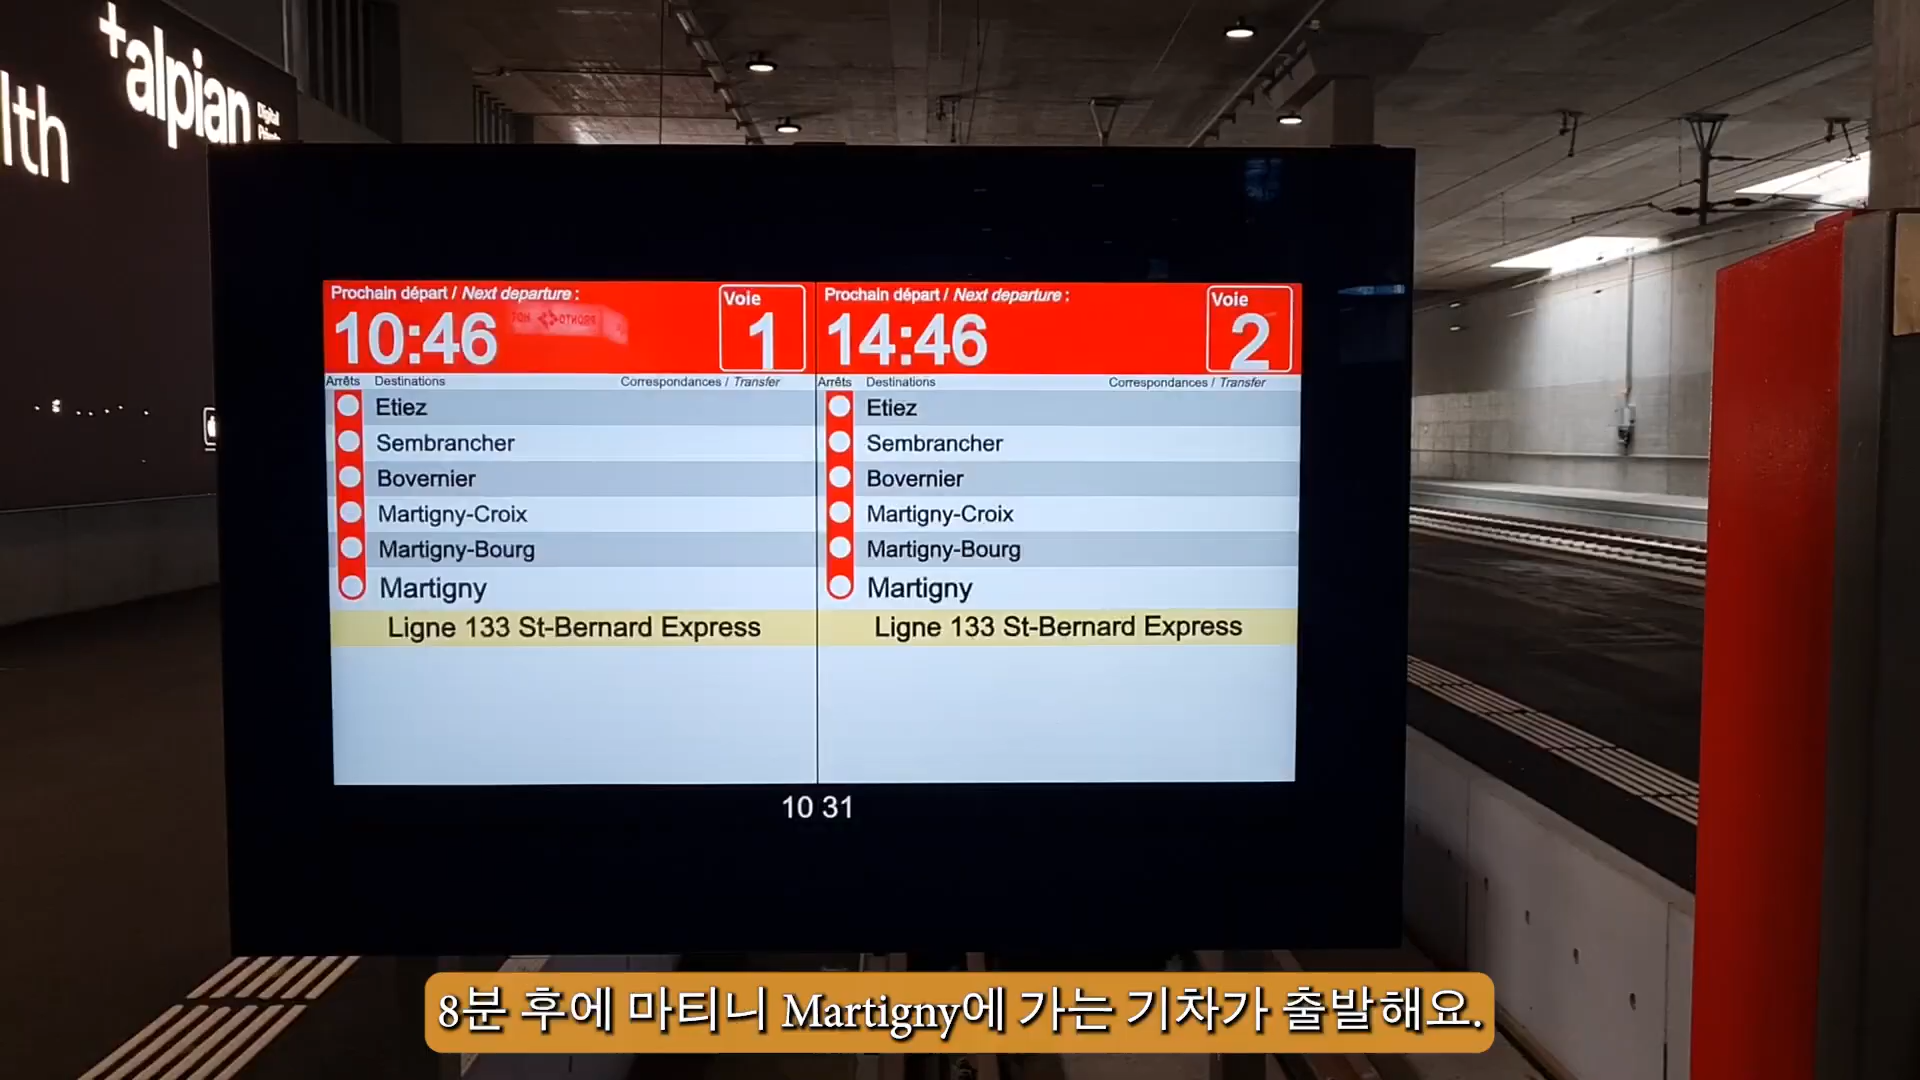 +alpian
lth
Digital
Prochain départ / Next departure :
10:46
Voie
1
Arrêts Destinations Correspondances / Transfer
Etiez
Sembrancher
Bovernier
Martigny-Croix
Martigny-Bourg
Martigny
Ligne 133 St-Bernard Express
Prochain départ / Next departure :
14:46
Voie
2
Arrêts Destinations Correspondances / Transfer
Etiez
Sembrancher
Bovernier
Martigny-Croix
Martigny-Bourg
Martigny
Ligne 133 St-Bernard Express
10 31
8분 후에 마티니 Martigny에 가는 기차가 출발해요.